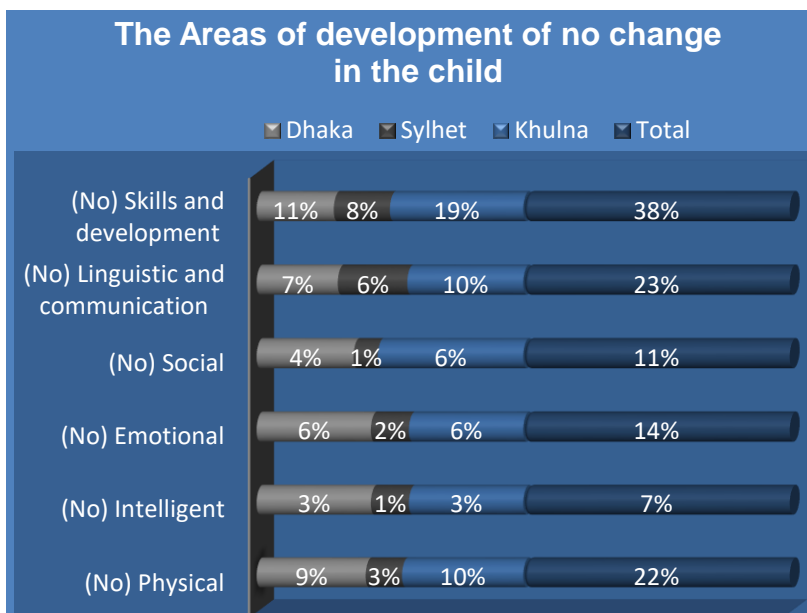 The Areas of development of no change
in the child
Dhaka Sylhet Khulna Total
(No) Skills and
development
11% 8% 19% 38%
(No) Linguistic and
communication
7% 6% 10% 23%
(No) Social
4% 1% 6% 11%
(No) Emotional
6% 2% 6% 14%
(No) Intelligent
3% 1% 3% 7%
(No) Physical
9% 3% 10% 22%